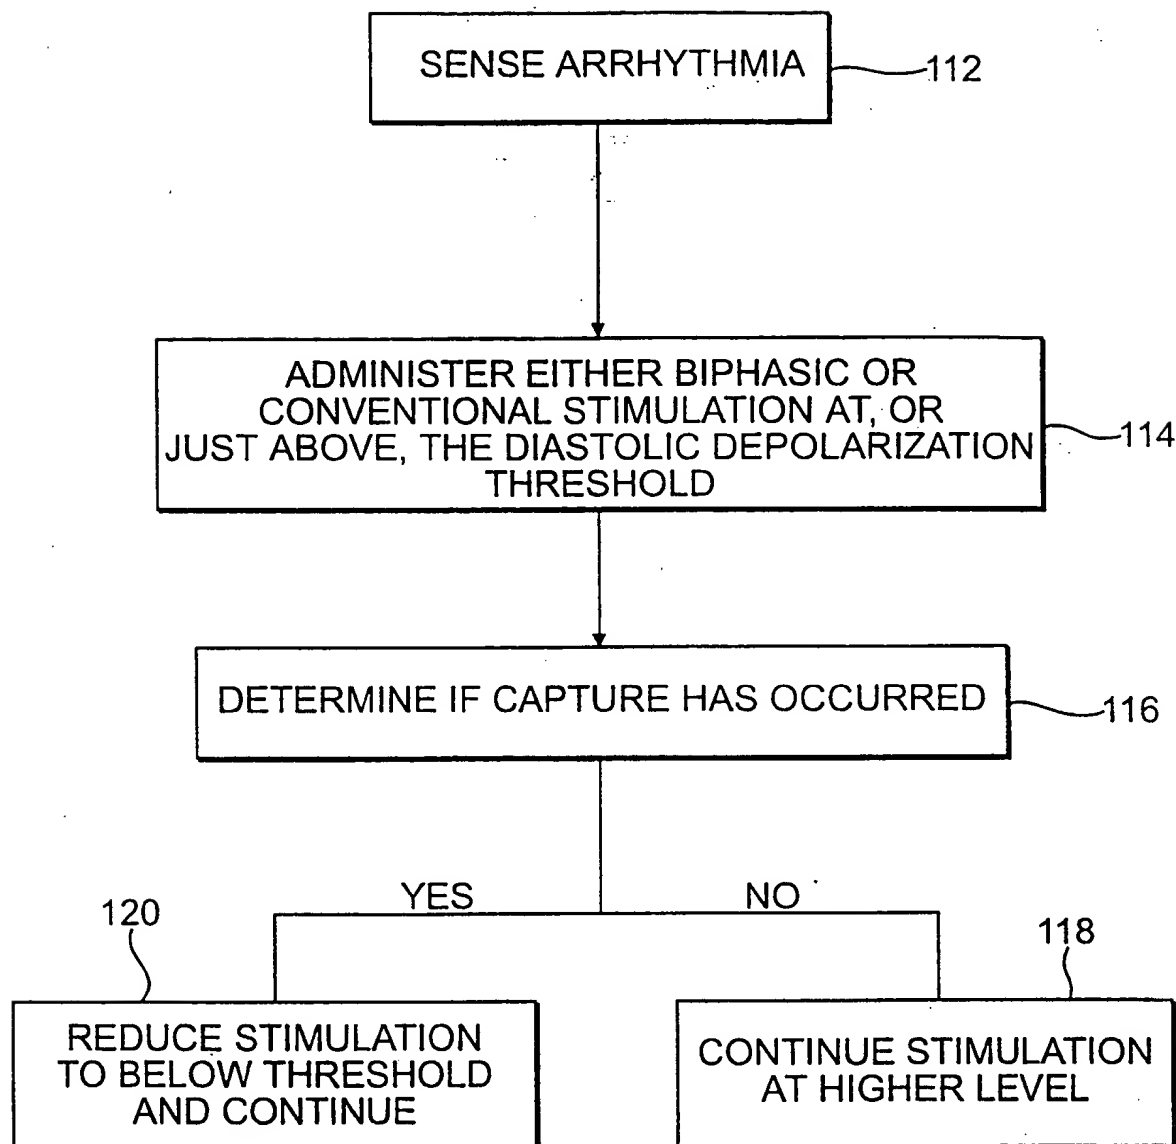 SENSE ARRHYTHMIA
112
ADMINISTER EITHER BIPHASIC OR
CONVENTIONAL STIMULATION AT, OR
JUST ABOVE, THE DIASTOLIC DEPOLARIZATION
THRESHOLD
114
DETERMINE IF CAPTURE HAS OCCURRED
116
YES
NO
120
118
REDUCE STIMULATION
TO BELOW THRESHOLD
AND CONTINUE
CONTINUE STIMULATION
AT HIGHER LEVEL